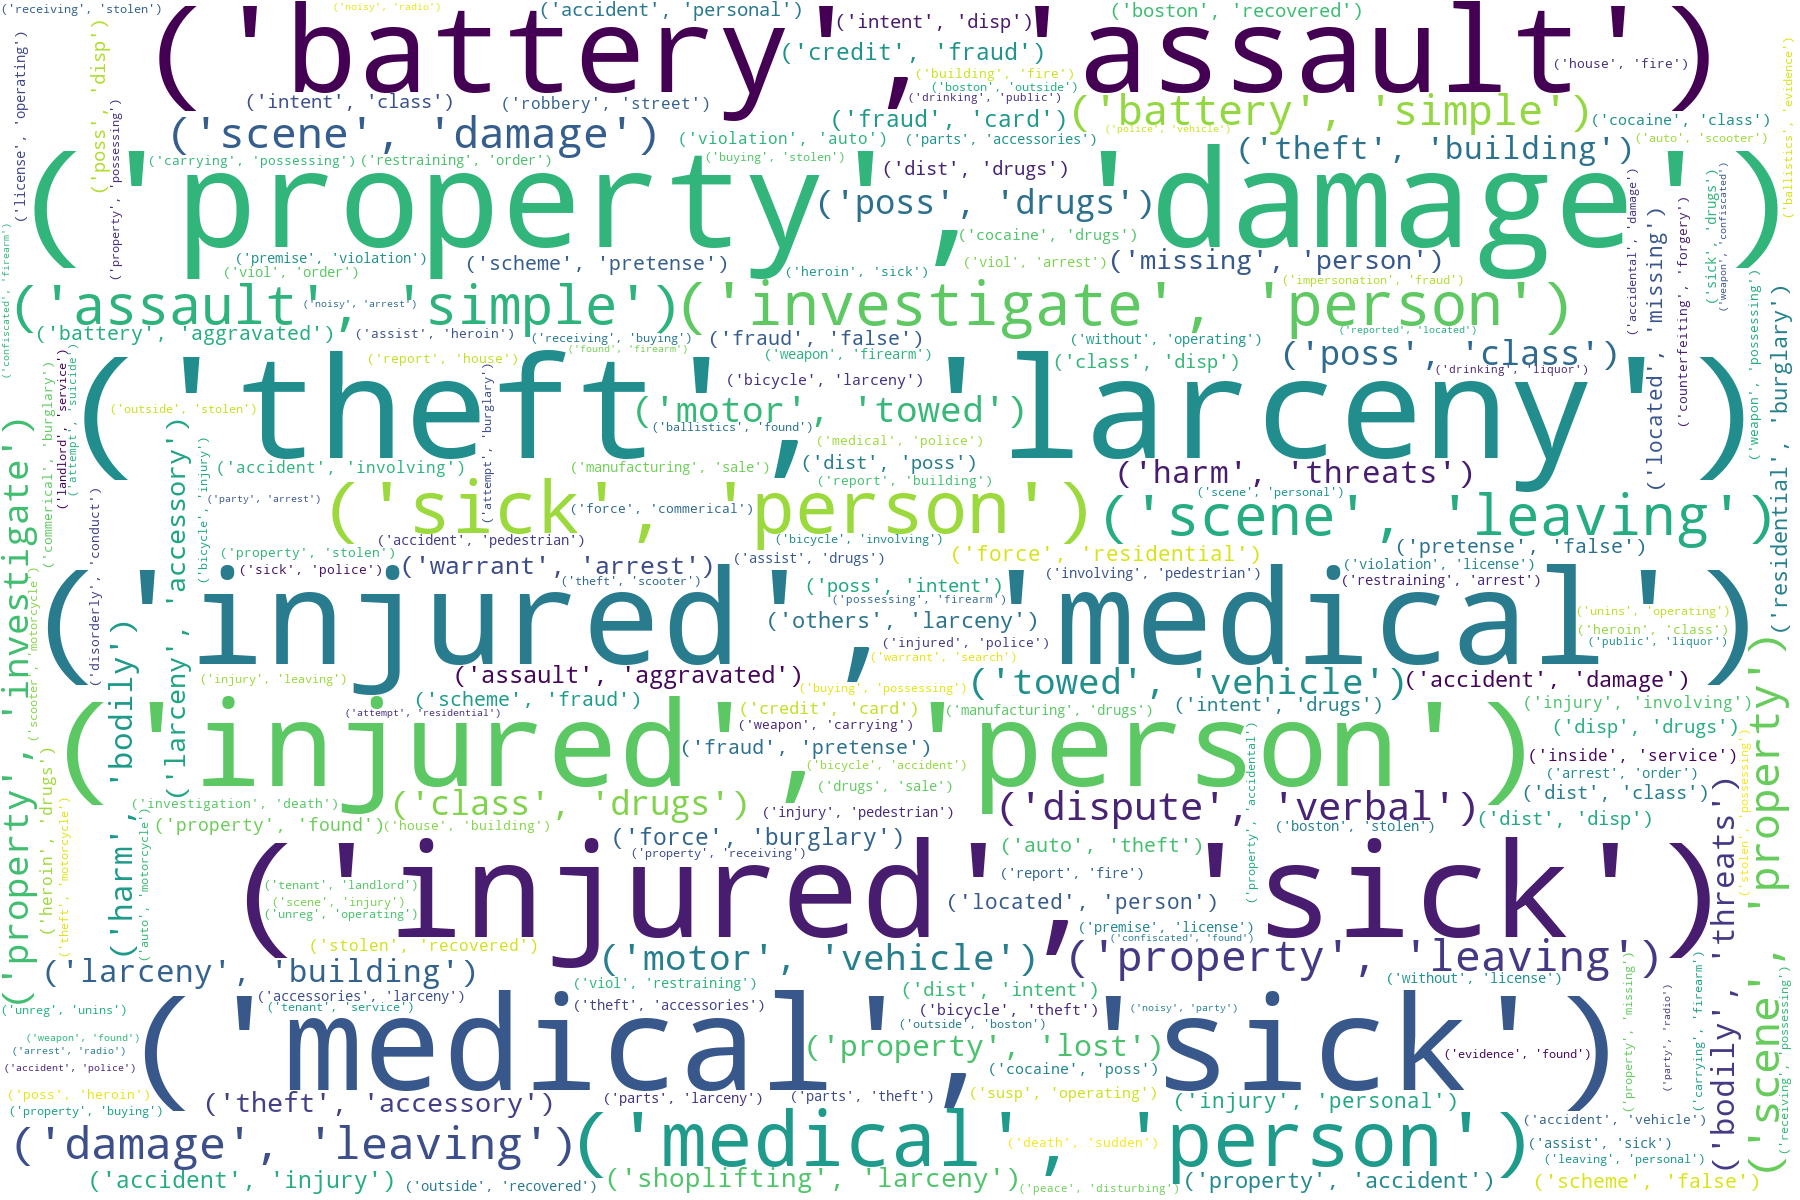 ('receiving', 'stolen')
('noisy', 'radio')
('accident', 'personal')
('intent', 'disp')
('boston', 'recovered')
('battery', 'assault')
('credit', 'fraud')
('house', 'fire')
('building', 'fire')
('boston', 'outside')
('drinking', 'public')
('intent', 'class')
('robbery', 'street')
('battery', 'simple')
('fraud', 'card')
('cocaine', 'class')
('police', 'vehicle')
('scene', 'damage')
('violation', 'auto')
('parts', 'accessories')
('auto', 'scooter')
('theft', 'building')
('carrying', 'possessing')
('restraining', 'order')
('buying', 'stolen')
('dist', 'drugs')
('property', 'damage')
('poss', 'drugs')
('cocaine', 'drugs')
('premise', 'violation')
('viol', 'order')
('scheme', 'pretense')
('heroin', 'sick')
('viol', 'arrest')
('missing', 'person')
('impersonation', 'fraud')
('assault', 'simple')
('noisy', 'arrest')
('investigate', 'person')
('battery', 'aggravated')
('assist', 'heroin')
('receiving', 'buying')
('fraud', 'false')
('without', 'operating')
('reported', 'located')
('report', 'house')
('found', 'firearm')
('weapon', 'firearm')
('class', 'disp')
('poss', 'class')
('drinking', 'liquor')
('bicycle', 'larceny')
('theft', 'larceny')
('outside', 'stolen')
('motor', 'towed')
('ballistics', 'found')
('medical', 'police')
('accident', 'involving')
('manufacturing', 'sale')
('dist', 'poss')
('report', 'building')
('harm', 'threats')
('party', 'arrest')
('sick', 'person')
('force', 'commerical')
('scene', 'personal')
('scene', 'leaving')
('accident', 'pedestrian')
('bicycle', 'involving')
('property', 'stolen')
('sick', 'police')
('warrant', 'arrest')
('assist', 'drugs')
('force', 'residential')
('pretense', 'false')
('violation', 'license')
('theft', 'scooter')
('involving', 'pedestrian')
('restraining', 'arrest')
('poss', 'intent')
('possessing', 'firearm')
('injured', 'medical')
('others', 'larceny')
('unins', 'operating')
('heroin', 'class')
('public', 'liquor')
('injured', 'police')
('warrant', 'search')
('injury', 'leaving')
('assault', 'aggravated')
('buying', 'possessing')
('towed', 'vehicle')
('accident', 'damage')
('scheme', 'fraud')
('attempt', 'residential')
('credit', 'card')
('weapon', 'carrying')
('manufacturing', 'drugs')
('intent', 'drugs')
('injury', 'involving')
('disp', 'drugs')
('injured', 'person')
('fraud', 'pretense')
('bicycle', 'accident')
('inside', 'service')
('arrest', 'order')
('drugs', 'sale')
('dist', 'class')
('investigation', 'death')
('class', 'drugs')
('injury', 'pedestrian')
('dispute', 'verbal')
('property', 'found')
('house', 'building')
('force', 'burglary')
('boston', 'stolen')
('dist', 'disp')
('property', 'receiving')
('auto', 'theft')
('injured', 'sick')
('report', 'fire')
('tenant', 'landlord')
('scene', 'injury')
('unreg', 'operating')
('located', 'person')
('premise', 'license')
('confiscated', 'found')
('stolen', 'recovered')
('motor', 'vehicle')
('property', 'leaving')
('larceny', 'building')
('viol', 'restraining')
('without', 'license')
('dist', 'intent')
('accessories', 'larceny')
('tenant', 'service')
('theft', 'accessories')
('bicycle', 'theft')
('noisy', 'party')
('unreg', 'unins')
('outside', 'boston')
('medical', 'sick')
('weapon', 'found')
('arrest', 'radio')
('accident', 'police')
('property', 'lost')
('evidence', 'found')
('cocaine', 'poss')
('poss', 'heroin')
('property', 'buying')
('theft', 'accessory')
('parts', 'larceny')
('parts', 'theft')
('susp', 'operating')
('injury', 'personal')
('accident', 'vehicle')
('damage', 'leaving')
('medical', 'person')
('death', 'sudden')
('assist', 'sick')
('leaving', 'personal')
('accident', 'injury')
('outside', 'recovered')
('shoplifting', 'larceny')
('peace', 'disturbing')
('property', 'accident')
('scheme', 'false')
('license', 'operating')
('poss', 'disp')
('property', 'possessing')
('confiscated', 'firearm')
('landlord', 'service')
('attempt', 'suicide')
('commerical', 'burglary')
('property', 'investigate')
('disorderly', 'conduct')
('scooter', 'motorcycle')
('larceny', 'accessory')
('bicycle', 'injury')
('harm', 'bodily')
('heroin', 'drugs')
('theft', 'motorcycle')
('auto', 'motorcycle')
('attempt', 'burglary')
('property', 'accidental')
('accidental', 'damage')
('located', 'missing')
('counterfeiting', 'forgery')
('sick', 'drugs')
('weapon', 'confiscated')
('weapon', 'possessing')
('ballistics', 'evidence')
('residential', 'burglary')
('stolen', 'possessing')
('scene', 'property')
('bodily', 'threats')
('property', 'missing')
('party', 'radio')
('carrying', 'firearm')
('receiving', 'possessing')